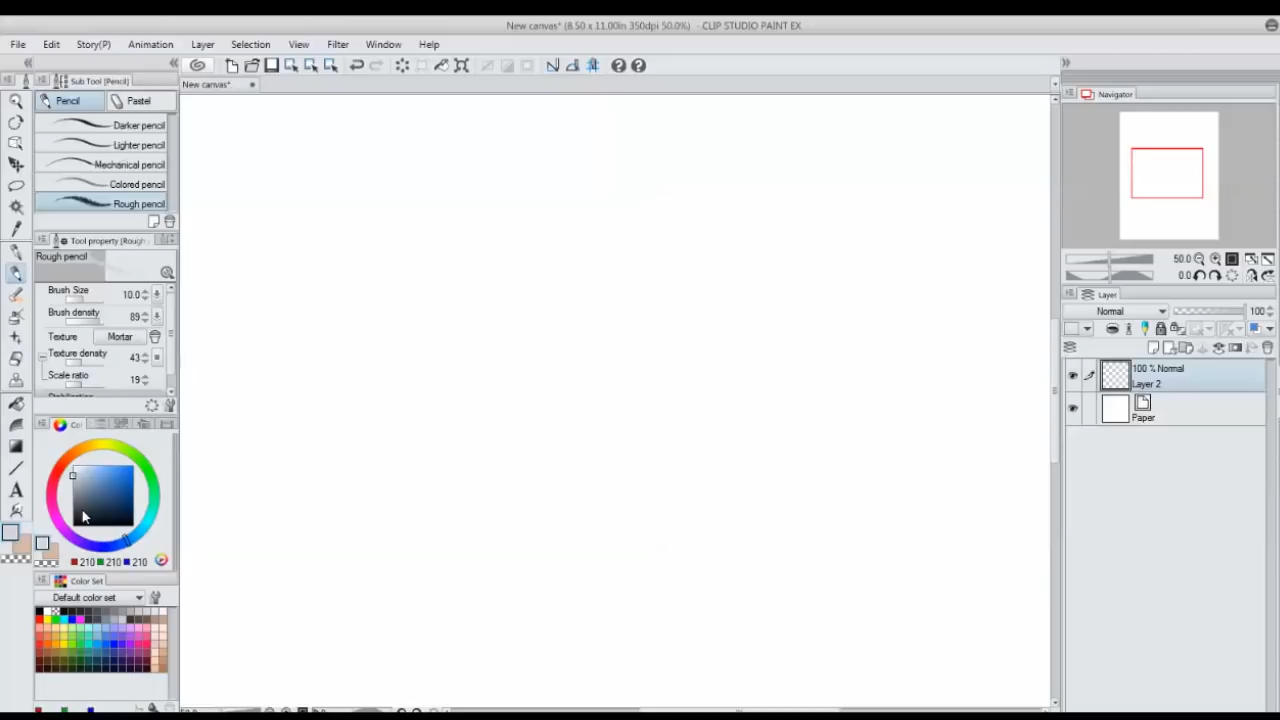 New canvas* (8.50 x 11.00in 350dpi 50.0%) - CLIP STUDIO PAINT EX
File Edit Story(P) Animation Layer Selection View Filter Window Help
Sub Tool [Pencil]
New canvas*
Navigator
Pencil Pastel
Darker pencil
Lighter pencil
Mechanical pencil
Colored pencil
Rough pencil
Tool property [Rough
Rough pencil
50.0
0.0
Brush Size 10.0
Layer
Brush density 89
Normal 100
Texture Mortar
Texture density 43
Scale ratio 19
100 % Normal
Layer 2
Paper
210 210 210
Color Set
Default color set
A